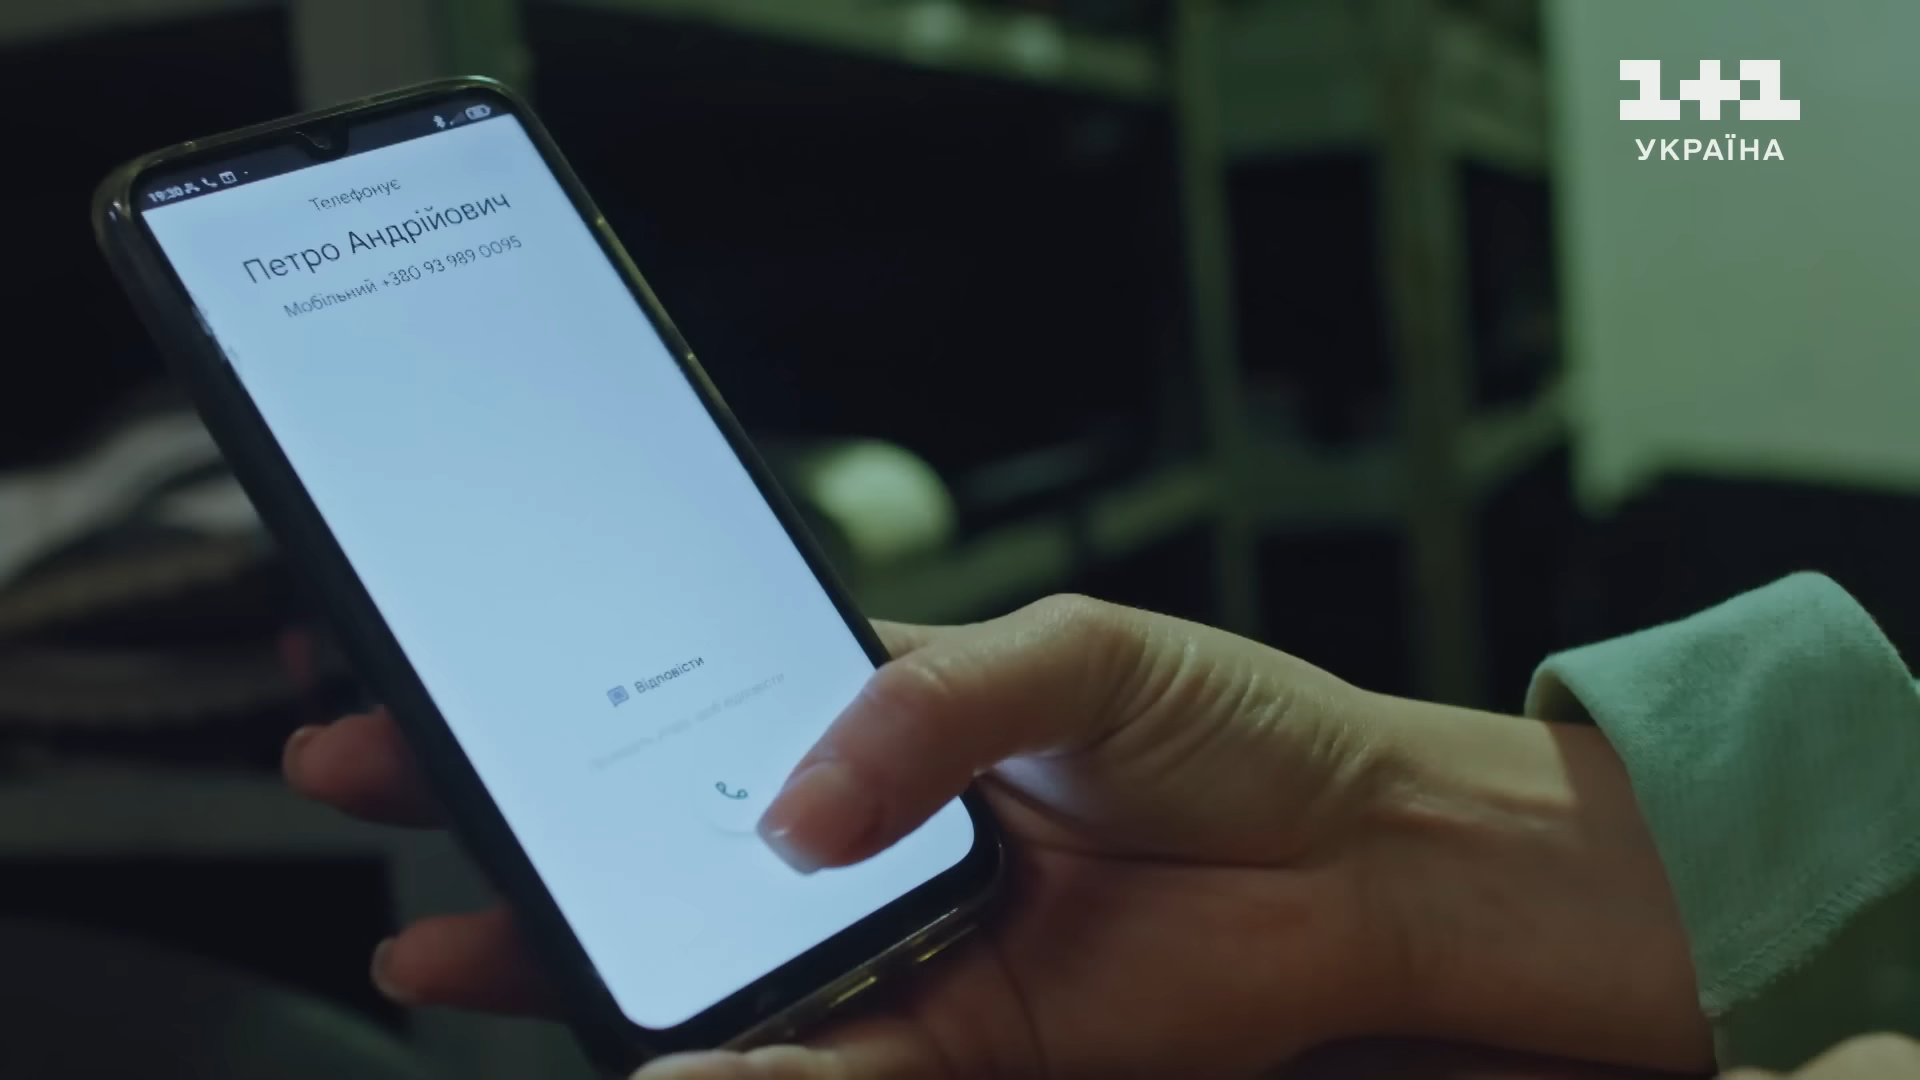 1+1
УКРАЇНА
19:30
Телефонує
Петро Андрійович
Мобільний +380 93 989 0095
Відповісти